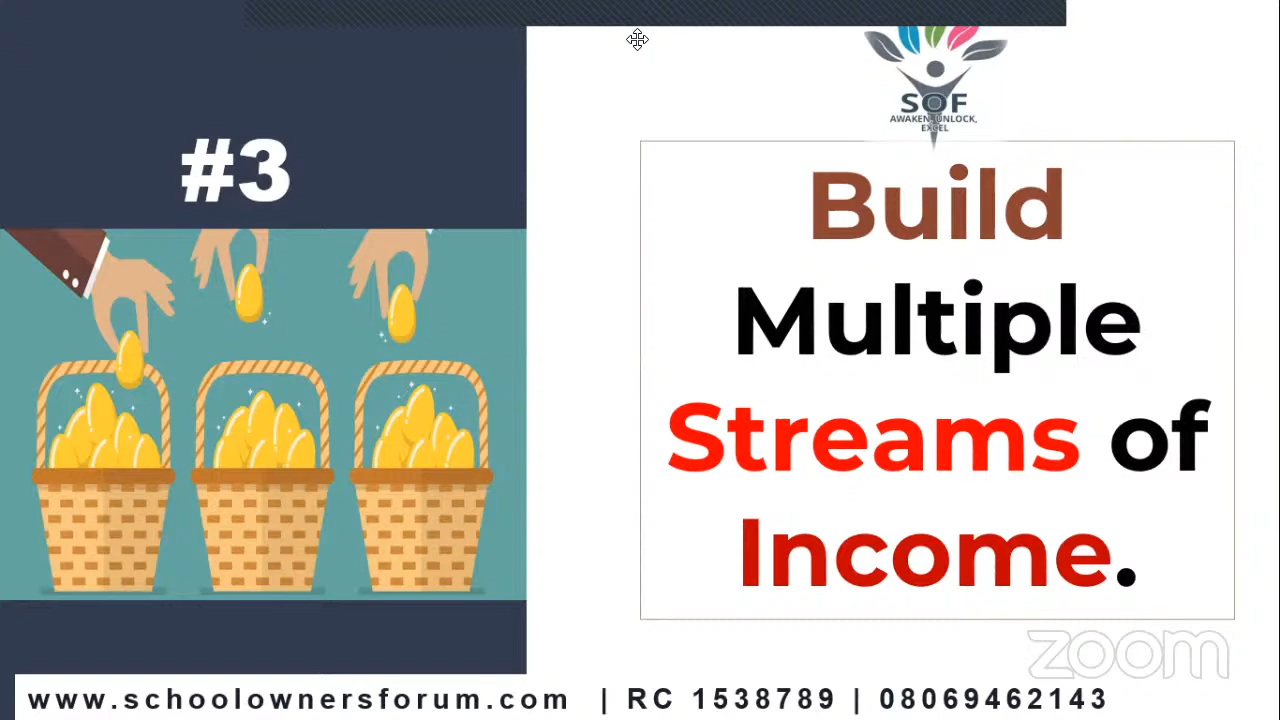 #3
SOF
AWAKEN, UNLOCK,
EXCEL
Build
Multiple
Streams of
Income.
zoom
www.schoolownersforum.com | RC 1538789 | 08069462143